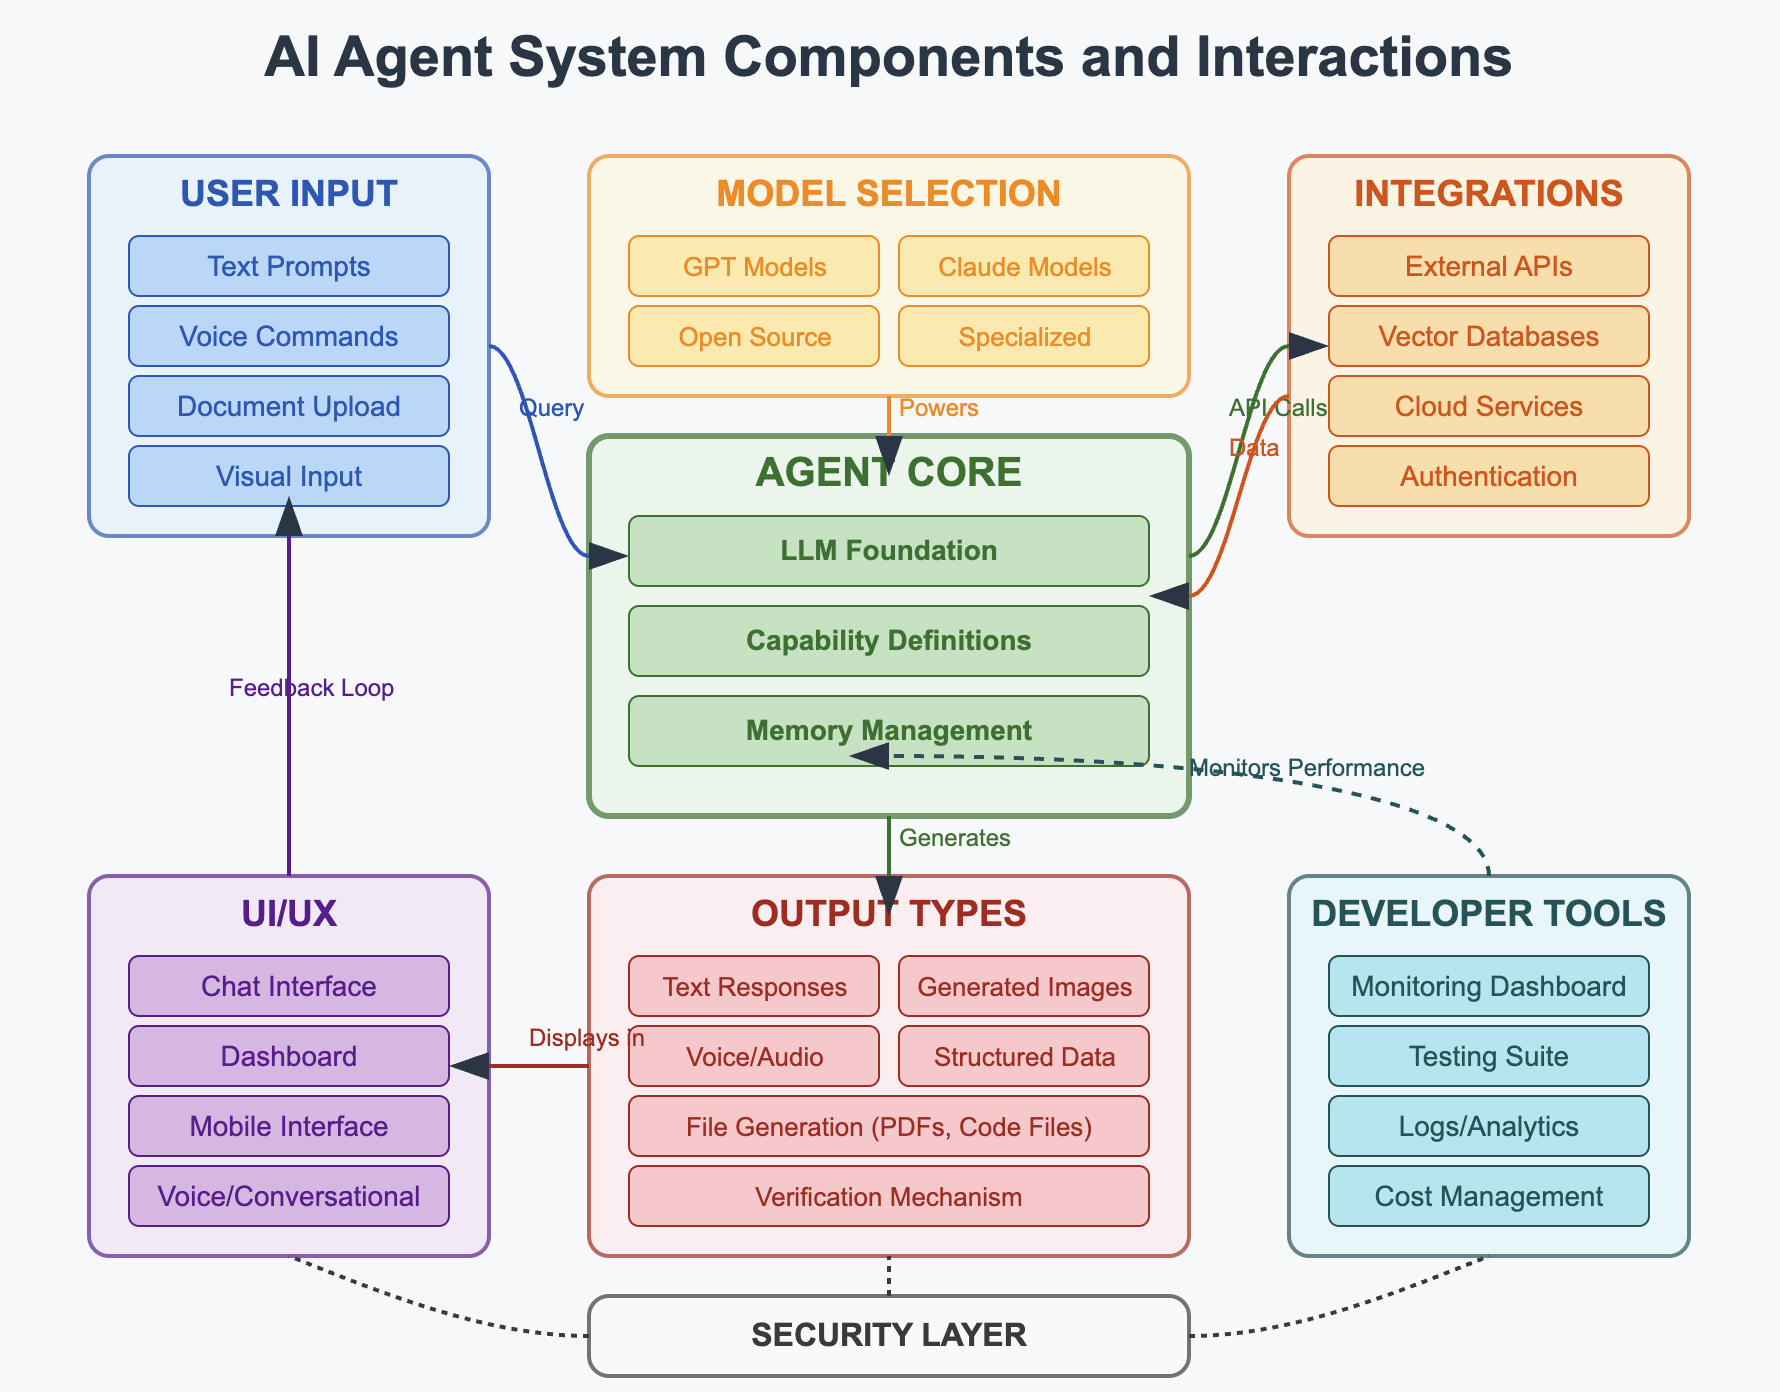 AI Agent System Components and Interactions
USER INPUT
Text Prompts
Voice Commands
Document Upload
Visual Input
MODEL SELECTION
GPT Models
Claude Models
Open Source
Specialized
INTEGRATIONS
External APIs
Vector Databases
Cloud Services
Authentication
Query
Powers
API Calls
Data
AGENT CORE
LLM Foundation
Capability Definitions
Memory Management
Feedback Loop
Monitors Performance
Generates
UI/UX
Chat Interface
Dashboard
Mobile Interface
Voice/Conversational
Displays in
OUTPUT TYPES
Text Responses
Generated Images
Voice/Audio
Structured Data
File Generation (PDFs, Code Files)
Verification Mechanism
DEVELOPER TOOLS
Monitoring Dashboard
Testing Suite
Logs/Analytics
Cost Management
SECURITY LAYER